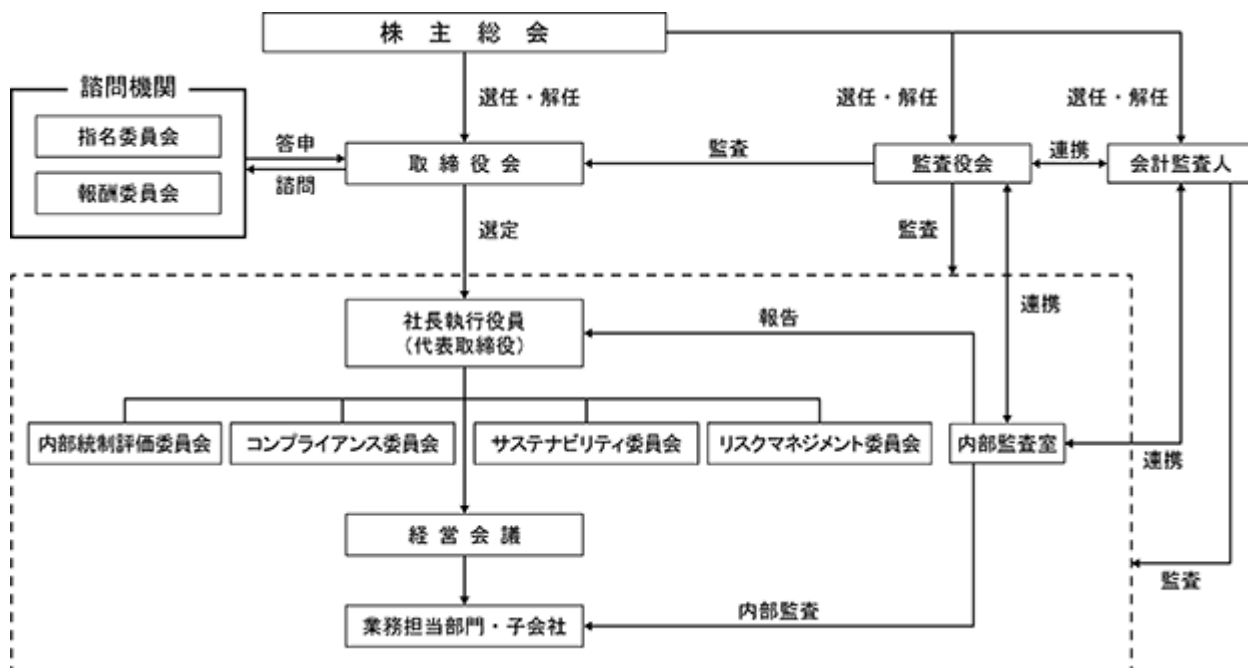 株主総会
諮問機関
選任・解任
選任・解任
選任・解任
指名委員会
答申
取締役会
監査
監査役会
連携
会計監査人
報酬委員会
諮問
選定
監査
社長執行役員
(代表取締役)
報告
連携
内部統制評価委員会
コンプライアンス委員会
サステナビリティ委員会
リスクマネジメント委員会
内部監査室
連携
経営会議
監査
業務担当部門・子会社
内部監査